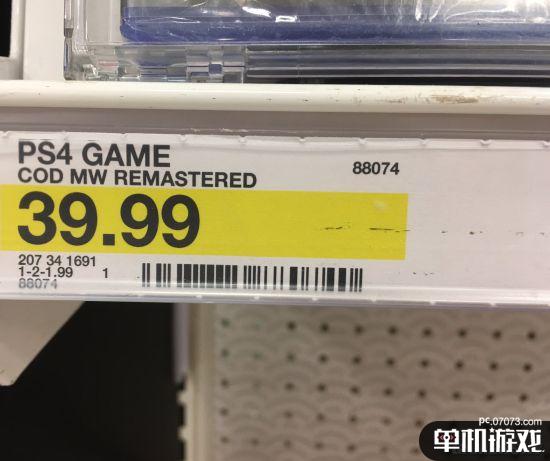 PS4 GAME
COD MW REMASTERED
88074
39.99
207 34 1691
1-2-1.99 1
88074
pc.07073.com
单机游戏